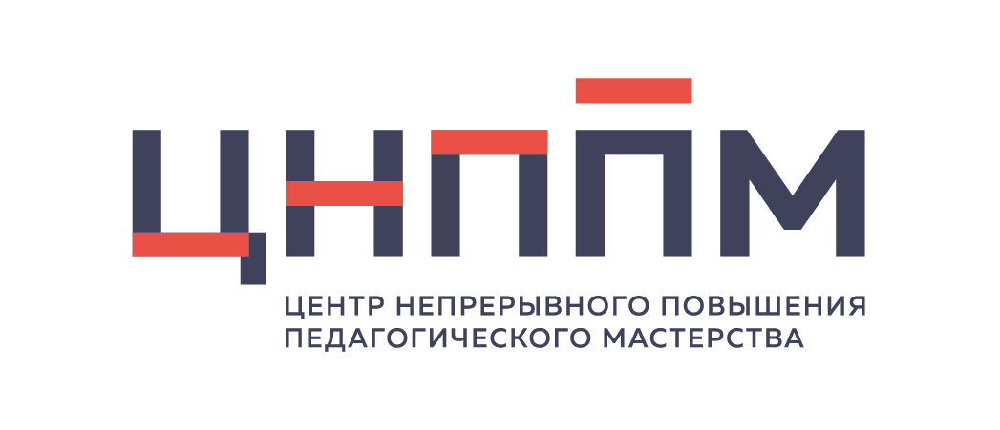 ЦНППМ
ЦЕНТР НЕПРЕРЫВНОГО ПОВЫШЕНИЯ
ПЕДАГОГИЧЕСКОГО МАСТЕРСТВА